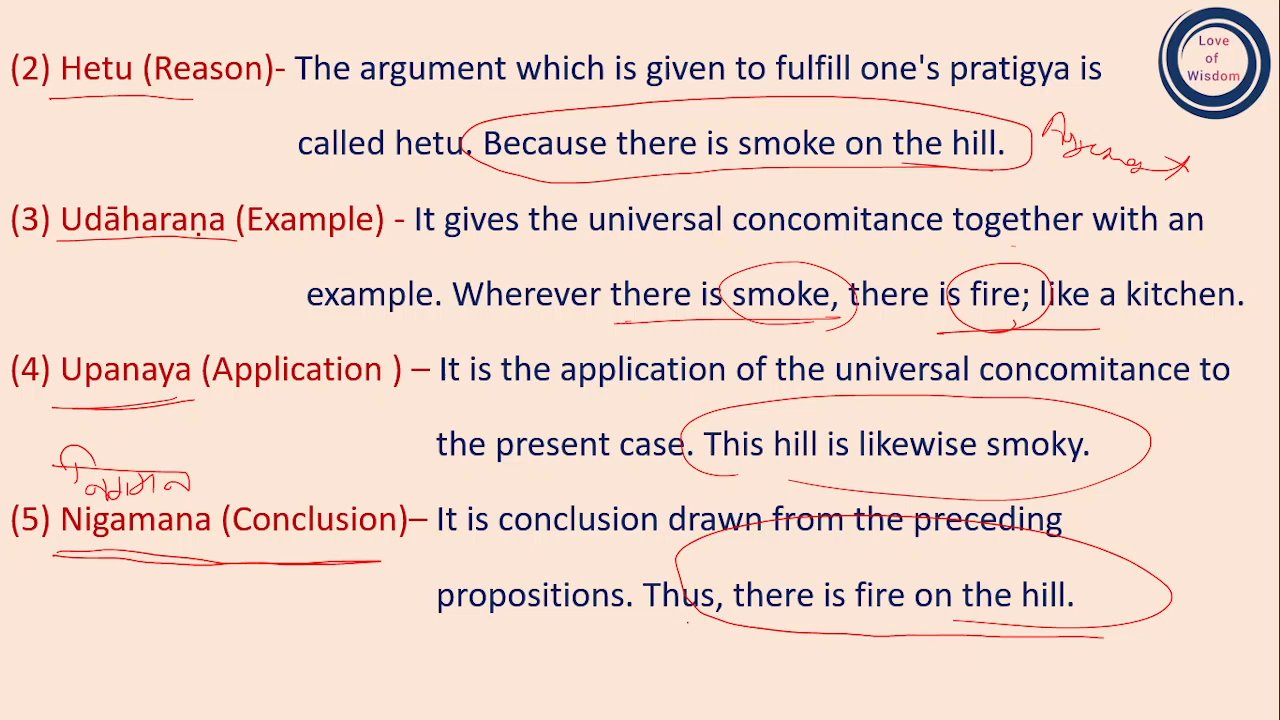 Love
of
Wisdom
(2) Hetu (Reason)- The argument which is given to fulfill one's pratigya is
called hetu. Because there is smoke on the hill.
Argument
(3) Udāharaṇa (Example) - It gives the universal concomitance together with an
example. Wherever there is smoke, there is fire; like a kitchen.
(4) Upanaya (Application ) – It is the application of the universal concomitance to
the present case. This hill is likewise smoky.
निगमन
(5) Nigamana (Conclusion)– It is conclusion drawn from the preceding
propositions. Thus, there is fire on the hill.